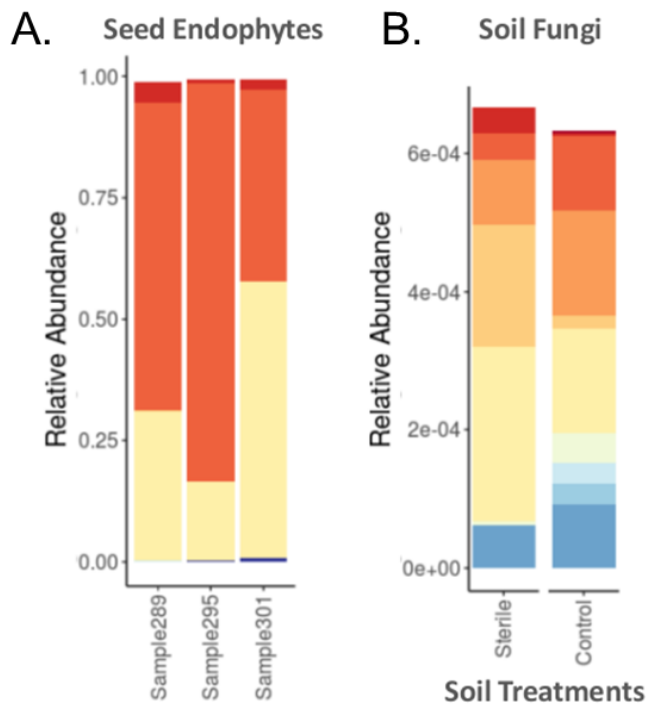 A. Seed Endophytes
Relative Abundance
1.00
0.75
0.50
0.25
0.00
Sample289
Sample295
Sample301
B. Soil Fungi
Relative Abundance
6e-04
4e-04
2e-04
0e+00
Sterile
Control
Soil Treatments